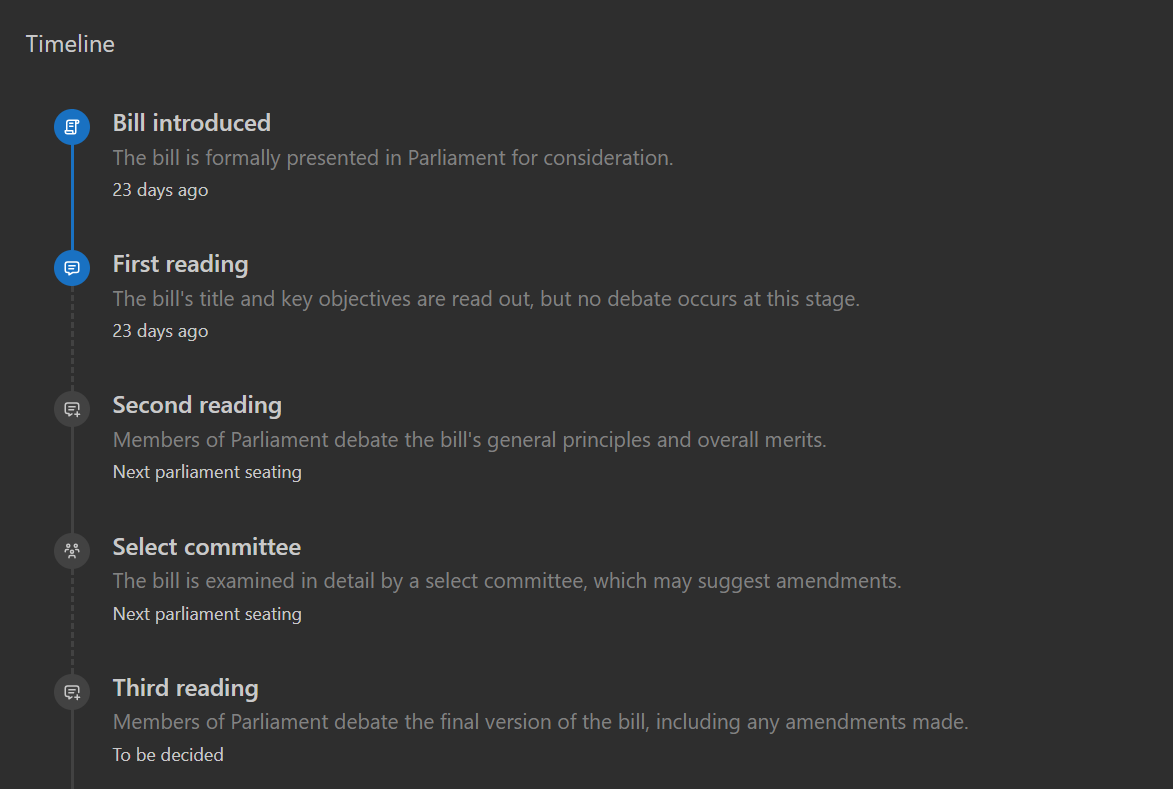 Timeline
Bill introduced
The bill is formally presented in Parliament for consideration.
23 days ago
First reading
The bill's title and key objectives are read out, but no debate occurs at this stage.
23 days ago
Second reading
Members of Parliament debate the bill's general principles and overall merits.
Next parliament seating
Select committee
The bill is examined in detail by a select committee, which may suggest amendments.
Next parliament seating
Third reading
Members of Parliament debate the final version of the bill, including any amendments made.
To be decided